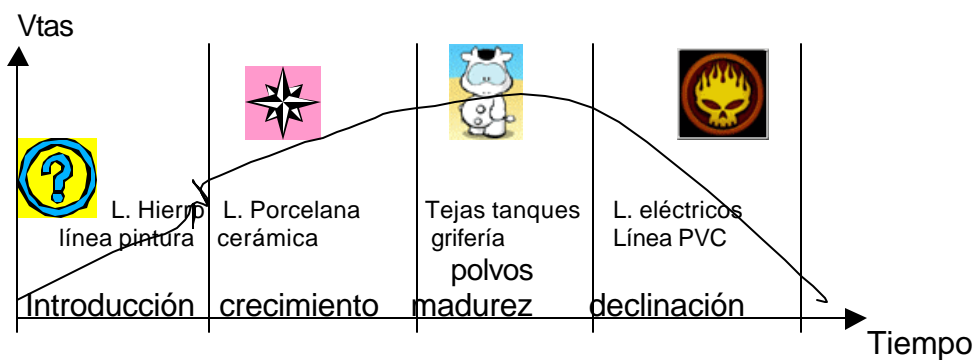 Vtas
?
L. Hierro L. Porcelana Tejas tanques L. eléctricos
línea pintura cerámica grifería Línea PVC
polvos
Introducción crecimiento madurez declinación
Tiempo